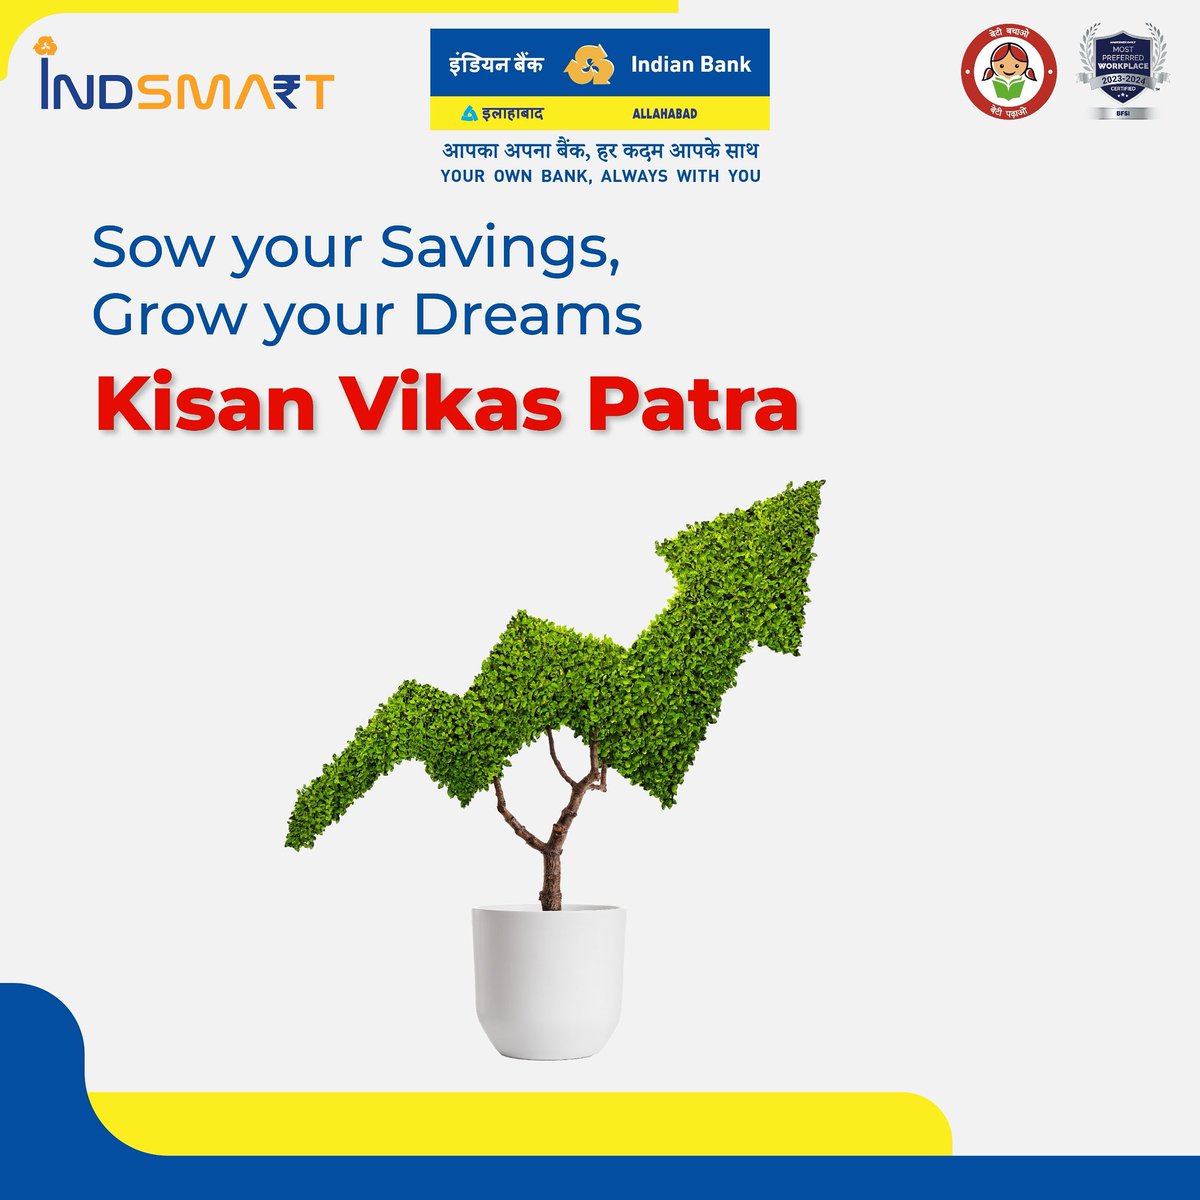 INDSMART
इंडियन बैंक
Indian Bank
इलाहाबाद
ALLAHABAD
आपका अपना बैंक, हर कदम आपके साथ
YOUR OWN BANK, ALWAYS WITH YOU
बेटी बचाओ
बेटी पढ़ाओ
MOST
PREFERRED
WORKPLACE
2023-2024
CERTIFIED
BFSI
Sow your Savings,
Grow your Dreams
Kisan Vikas Patra